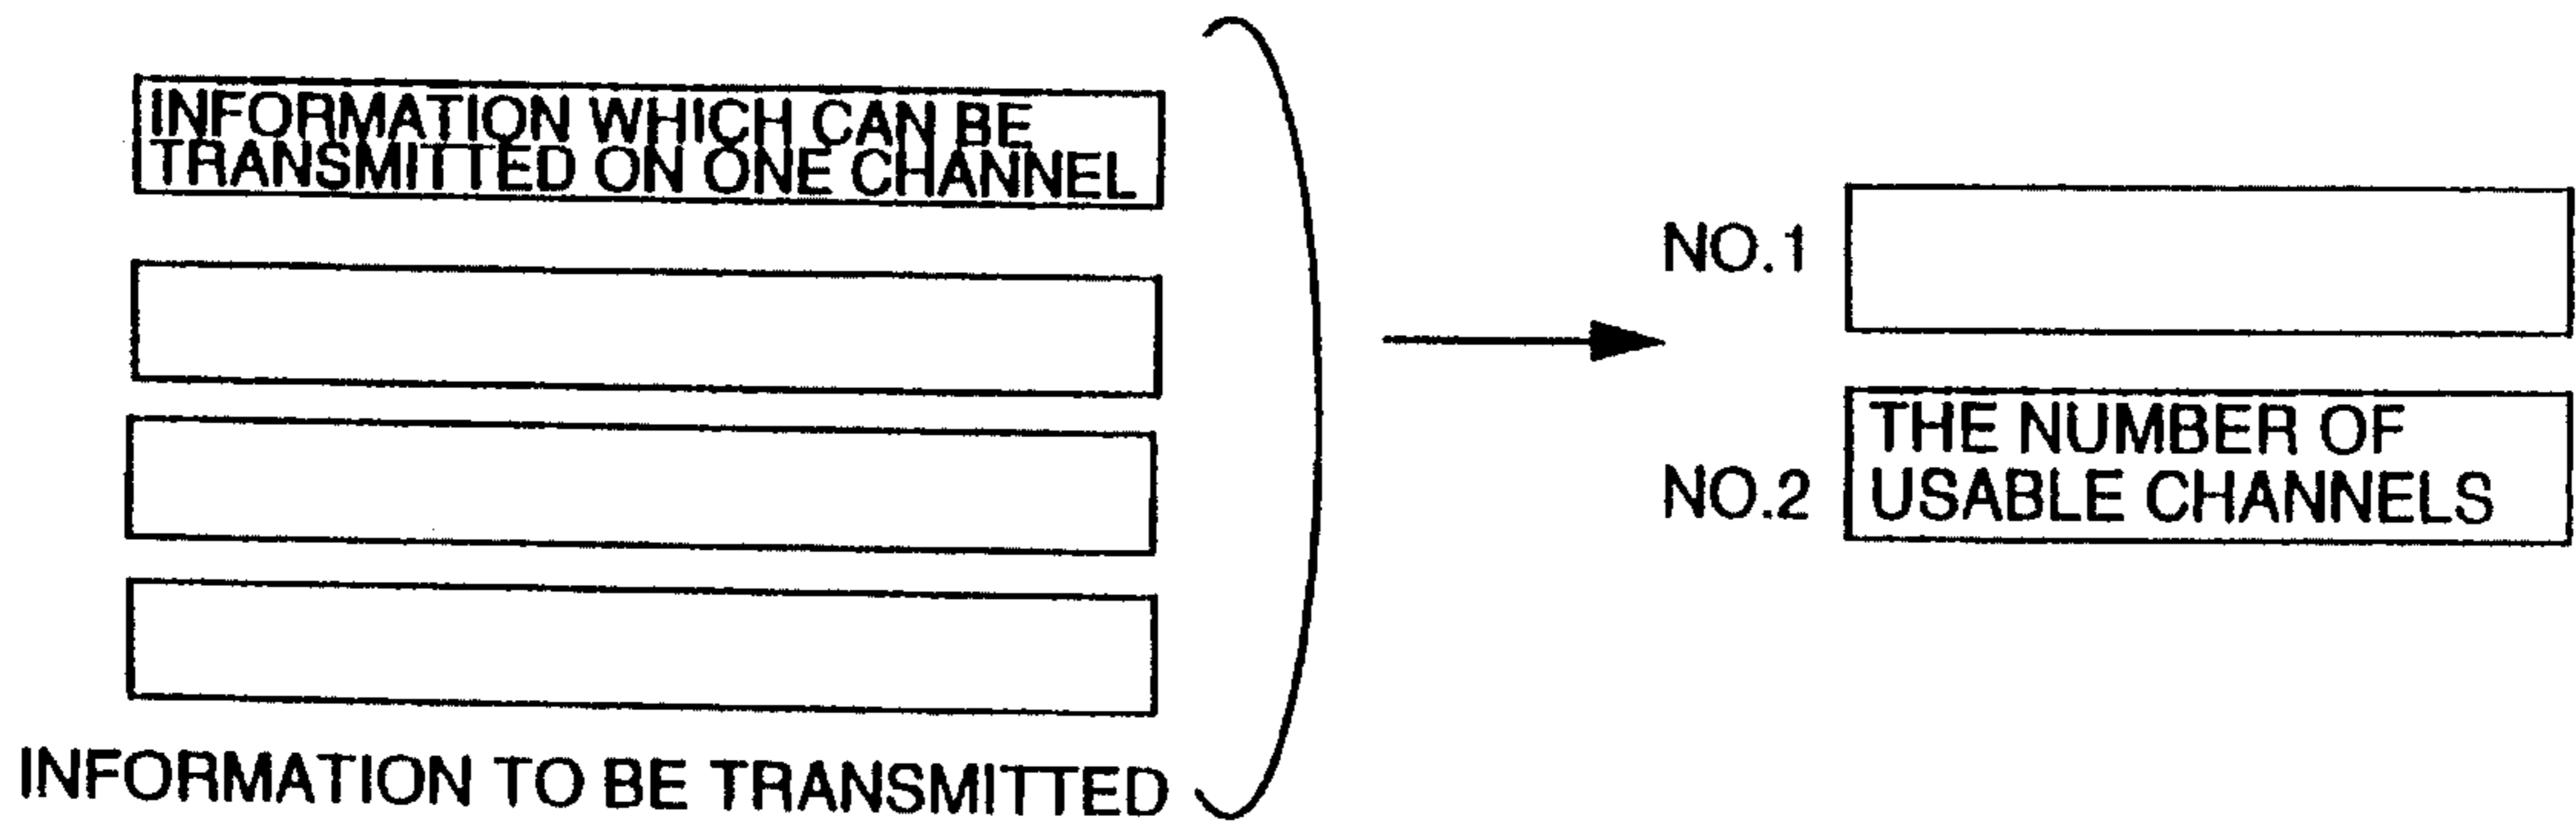 INFORMATION WHICH CAN BE
TRANSMITTED ON ONE CHANNEL
INFORMATION TO BE TRANSMITTED
NO.1
NO.2
THE NUMBER OF
USABLE CHANNELS